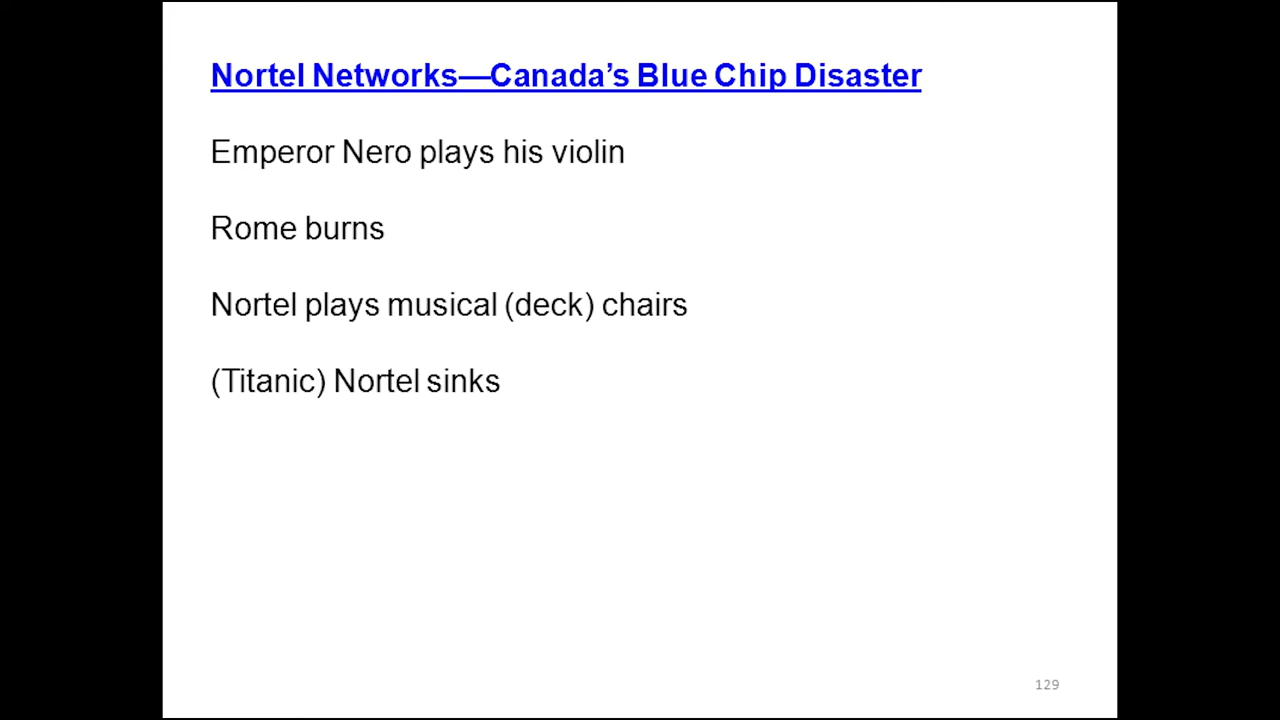 Nortel Networks—Canada’s Blue Chip Disaster
Emperor Nero plays his violin
Rome burns
Nortel plays musical (deck) chairs
(Titanic) Nortel sinks
129